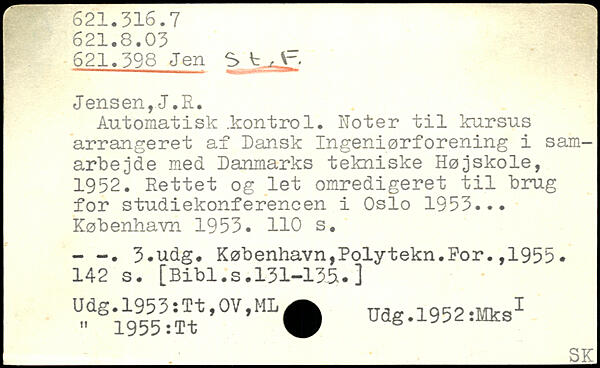 621.316.7
621.8.03
621.398 Jen St.F.
Jensen,J.R.
Automatisk kontrol. Noter til kursus
arrangeret af Dansk Ingeniørforening i sam-
arbejde med Danmarks tekniske Højskole,
1952. Rettet og let omredigeret til brug
for studiekonferencen i Oslo 1953...
København 1953. 110 s.
- -. 3.udg. København,Polytekn.For.,1955.
142 s. [Bibl.s.131-135.]
Udg.1953:Tt,OV,ML Udg.1952:Mks I
" 1955:Tt
SK